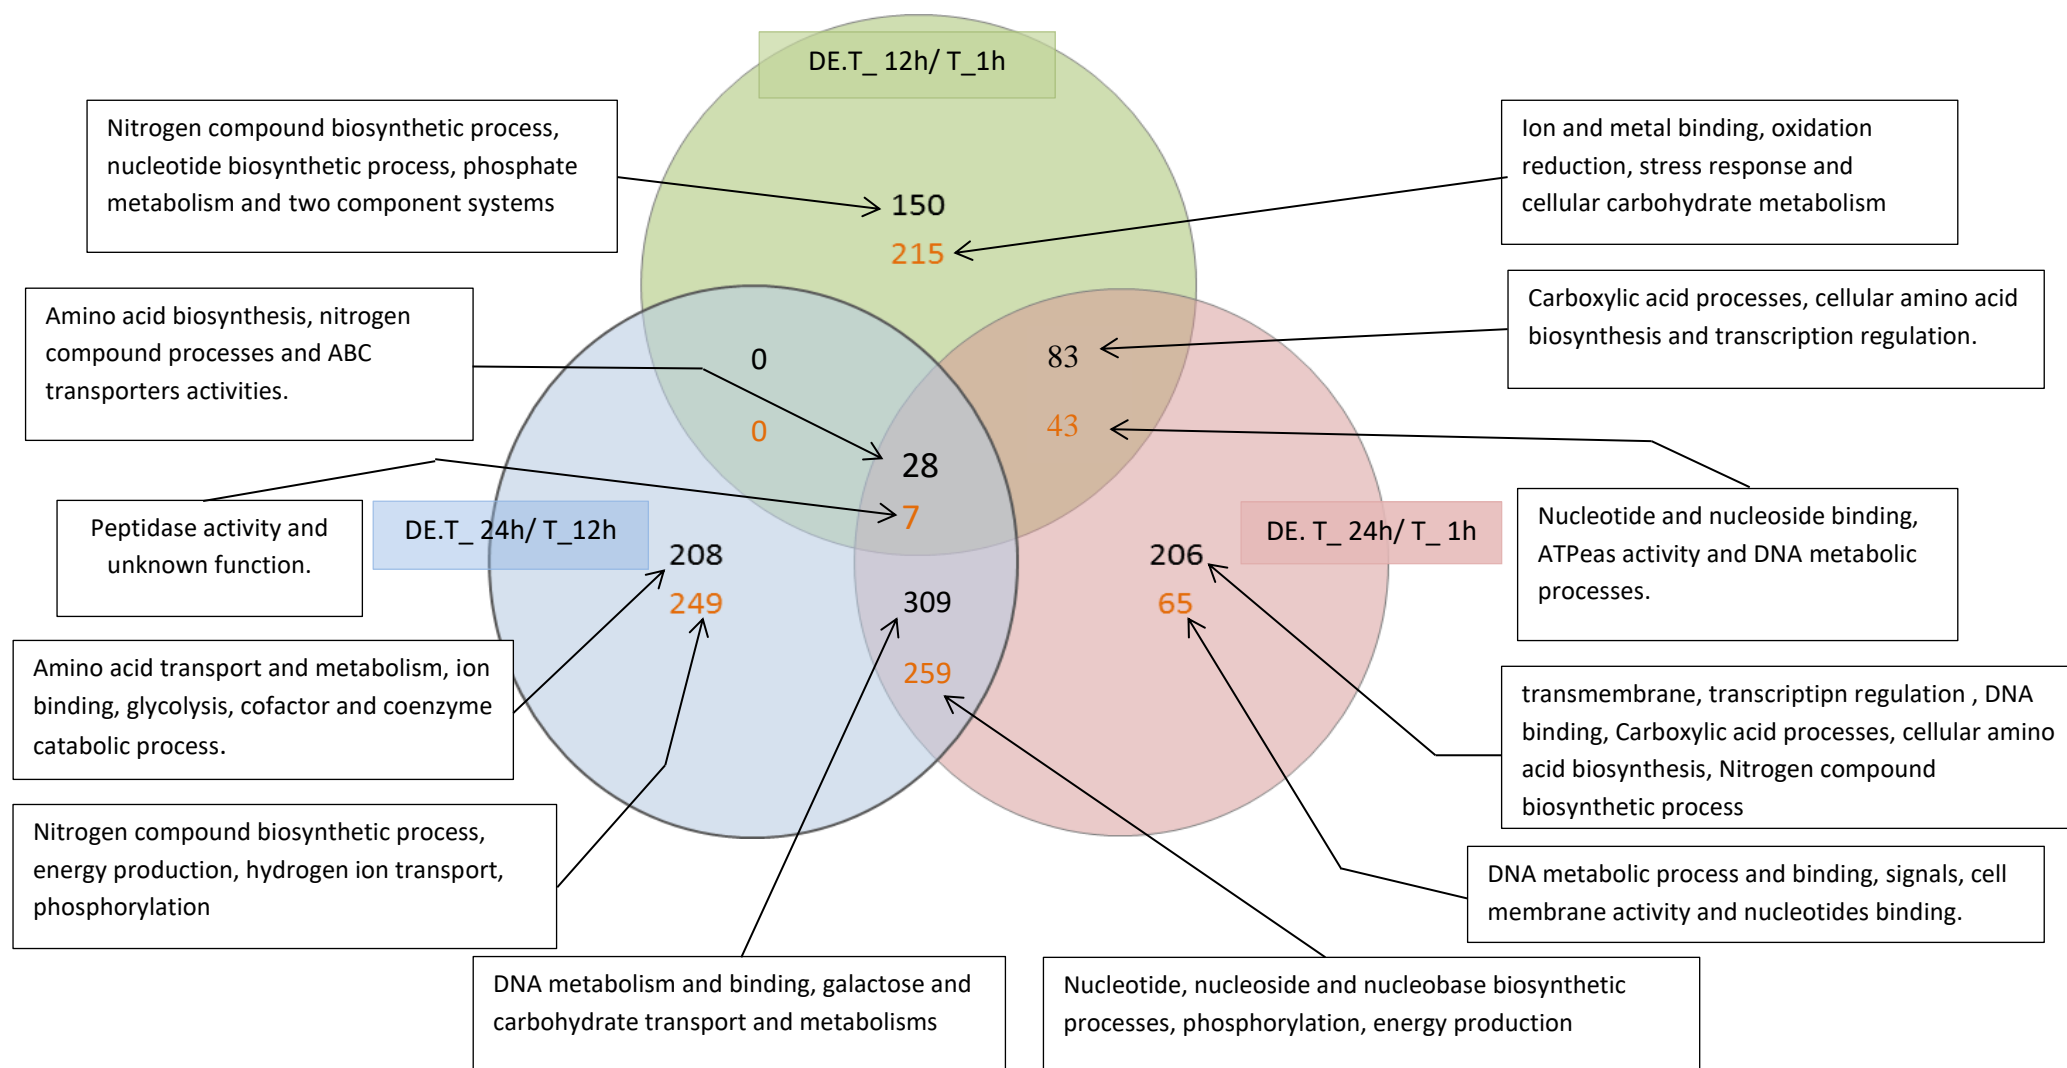 DE.T_ 12h/ T_1h
Nitrogen compound biosynthetic process,
nucleotide biosynthetic process, phosphate
metabolism and two component systems
Ion and metal binding, oxidation
reduction, stress response and
cellular carbohydrate metabolism
150
215
Amino acid biosynthesis, nitrogen
compound processes and ABC
transporters activities.
Carboxylic acid processes, cellular amino acid
biosynthesis and transcription regulation.
0
0
83
43
28
7
Peptidase activity and
unknown function.
DE.T_ 24h/ T_12h
208
249
309
259
206
65
DE. T_ 24h/ T_ 1h
Nucleotide and nucleoside binding,
ATPeas activity and DNA metabolic
processes.
Amino acid transport and metabolism, ion
binding, glycolysis, cofactor and coenzyme
catabolic process.
transmembrane, transcriptipn regulation , DNA
binding, Carboxylic acid processes, cellular amino
acid biosynthesis, Nitrogen compound
biosynthetic process
Nitrogen compound biosynthetic process,
energy production, hydrogen ion transport,
phosphorylation
DNA metabolic process and binding, signals, cell
membrane activity and nucleotides binding.
DNA metabolism and binding, galactose and
carbohydrate transport and metabolisms
Nucleotide, nucleoside and nucleobase biosynthetic
processes, phosphorylation, energy production